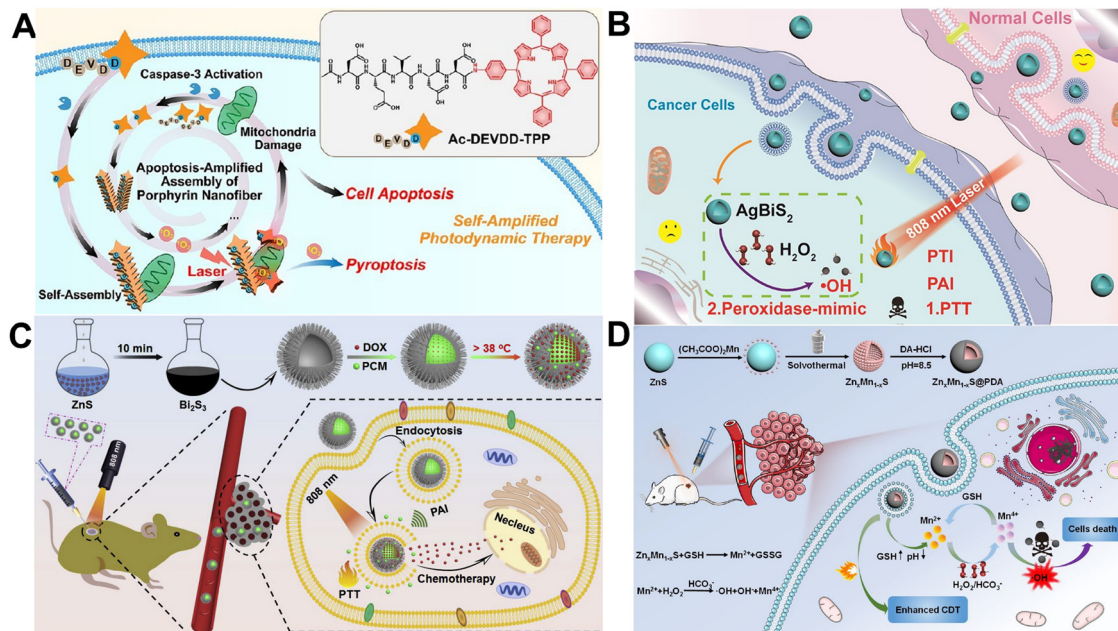 A
D E V D D
Caspase-3 Activation
DEVD
DEVD
Mitochondria
Damage
Apoptosis-Amplified
Assembly of
Porphyrin Nanofiber
...
¹O₂
Laser
Self-Assembly
Ac-DEVDD-TPP
D E V D D
Cell Apoptosis
Self-Amplified
Photodynamic Therapy
Pyroptosis
B
Normal Cells
Cancer Cells
AgBiS₂
H₂O₂
•OH
2.Peroxidase-mimic
808 nm Laser
PTI
PAI
1.PTT
C
10 min
ZnS
Bi₂S₃
DOX
PCM
> 38 °C
808 nm
Endocytosis
808 nm
PAI
Necleus
PTT
Chemotherapy
D
ZnS
(CH₃COO)₂Mn
Solvothermal
ZnₓMn₁₋ₓS
DA-HCl
pH=8.5
ZnₓMn₁₋ₓS@PDA
GSH
Mn²⁺
Mn⁴⁺
GSH↑ pH↓
H₂O₂/HCO₃⁻
·OH
Cells death
ZnₓMn₁₋ₓS+GSH → Mn²⁺+GSSG
Mn²⁺+H₂O₂ HCO₃⁻ → ·OH+OH⁻+Mn⁴⁺
Enhanced CDT